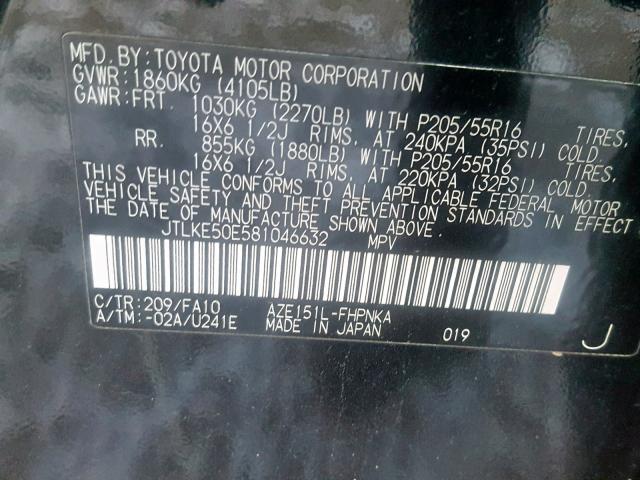 MFD. BY: TOYOTA MOTOR CORPORATION
GVWR: 1860KG (4105LB)
GAWR: FRT. 1030KG (2270LB) WITH P205/55R16 TIRES,
16X6 1/2J RIMS, AT 240KPA (35PSI) COLD.
RR. 855KG (1880LB) WITH P205/55R16 TIRES,
16X6 1/2J RIMS, AT 220KPA (32PSI) COLD.
THIS VEHICLE CONFORMS TO ALL APPLICABLE FEDERAL MOTOR
VEHICLE SAFETY AND THEFT PREVENTION STANDARDS IN EFFECT
THE DATE OF MANUFACTURE SHOWN ABOVE.
JTLKE50E581046632 MPV
C/TR: 209/FA10 AZE151L-FHPNKA
A/TM: -02A/U241E MADE IN JAPAN 019 J